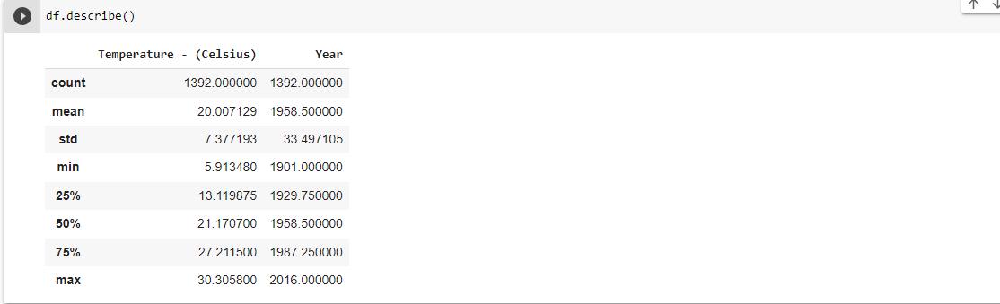 df.describe()
Temperature - (Celsius) Year
count 1392.000000 1392.000000
mean 20.007129 1958.500000
std 7.377193 33.497105
min 5.913480 1901.000000
25% 13.119875 1929.750000
50% 21.170700 1958.500000
75% 27.211500 1987.250000
max 30.305800 2016.000000